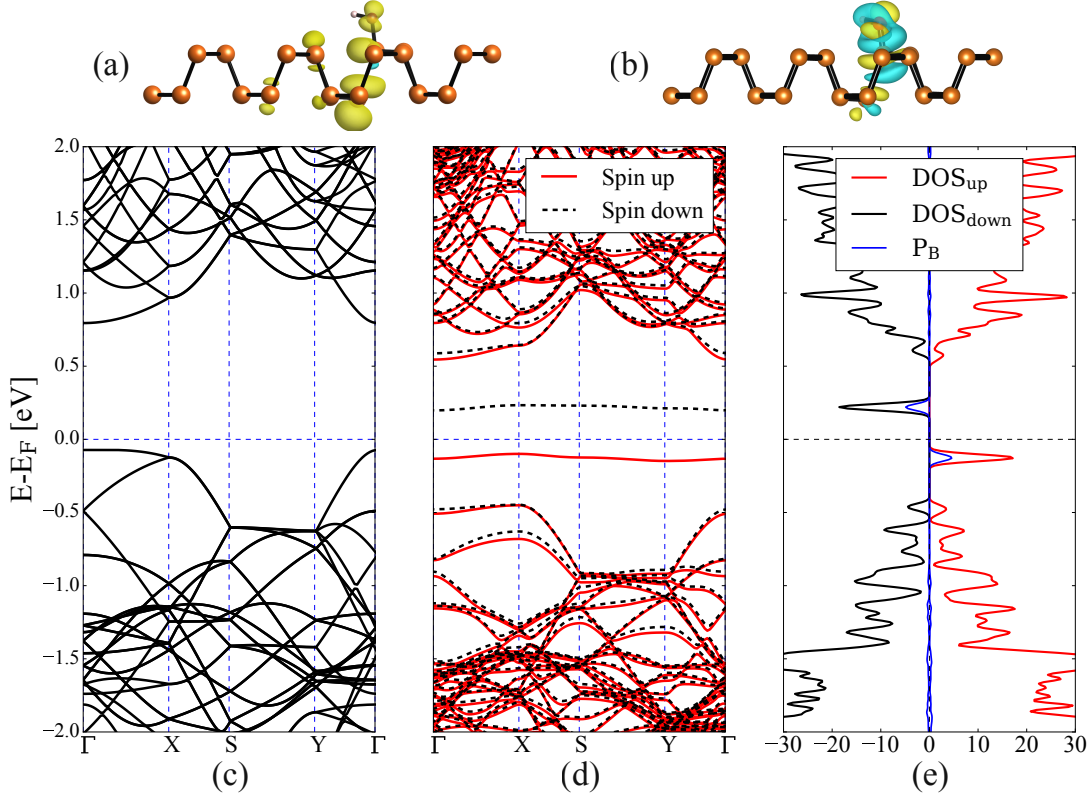 (a)
(b)
E-E_F [eV]
2.0
1.5
1.0
0.5
0.0
−0.5
−1.0
−1.5
−2.0
Γ X S Y Γ
(c)
Spin up
Spin down
Γ X S Y Γ
(d)
DOS_up
DOS_down
P_B
−30 −20 −10 0 10 20 30
(e)